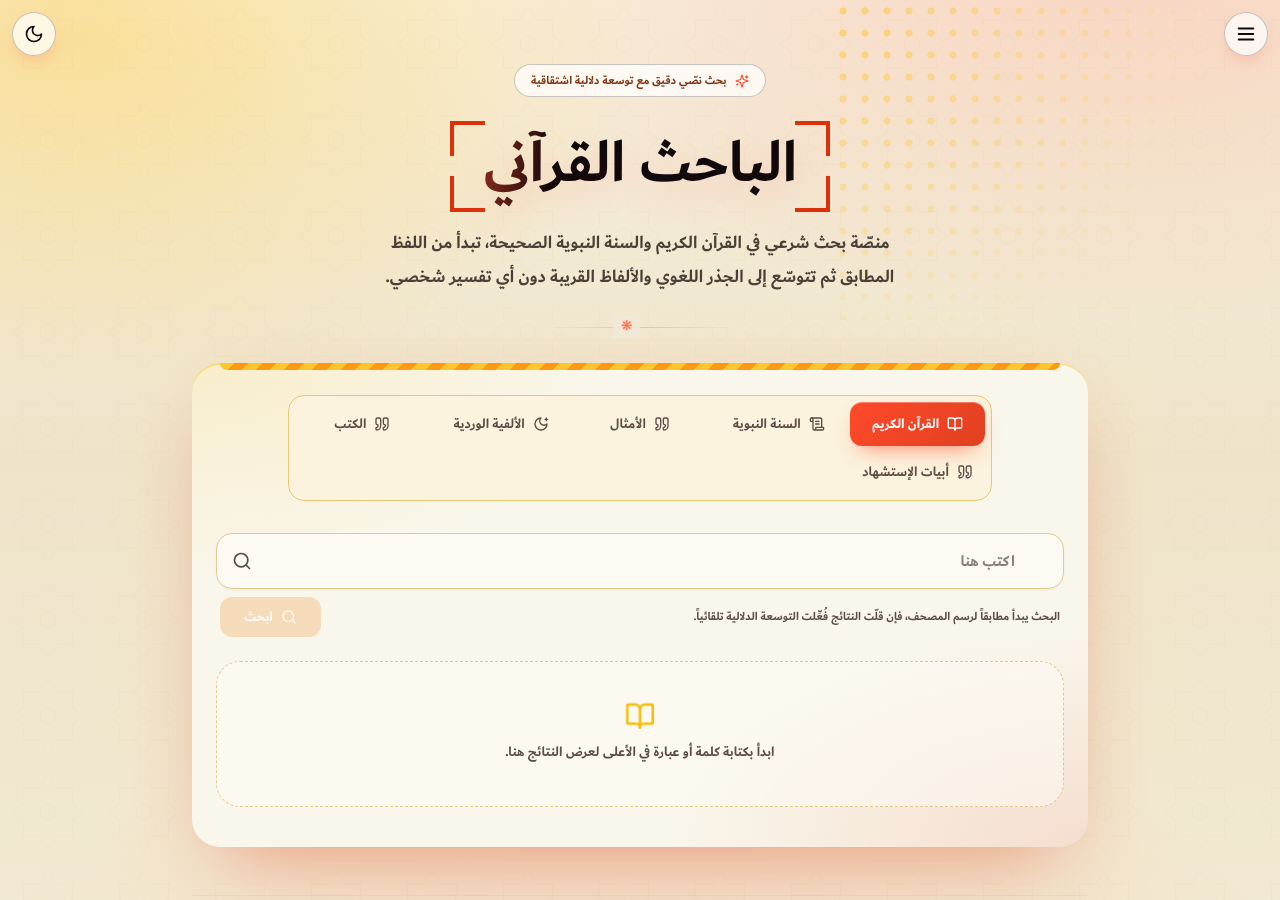 بحث نصّي دقيق مع توسعة دلالية اشتقاقية
الباحث القرآني
منصّة بحث شرعي في القرآن الكريم والسنة النبوية الصحيحة، تبدأ من اللفظ
المطابق ثم تتوسّع إلى الجذر اللغوي والألفاظ القريبة دون أي تفسير شخصي.
القرآن الكريم
السنة النبوية
الأمثال
الألفية الوردية
الكتب
أبيات الإستشهاد
اكتب هنا
البحث يبدأ مطابقاً لرسم المصحف، فإن قلّت النتائج فُعِّلت التوسعة الدلالية تلقائياً.
ابحث
ابدأ بكتابة كلمة أو عبارة في الأعلى لعرض النتائج هنا.